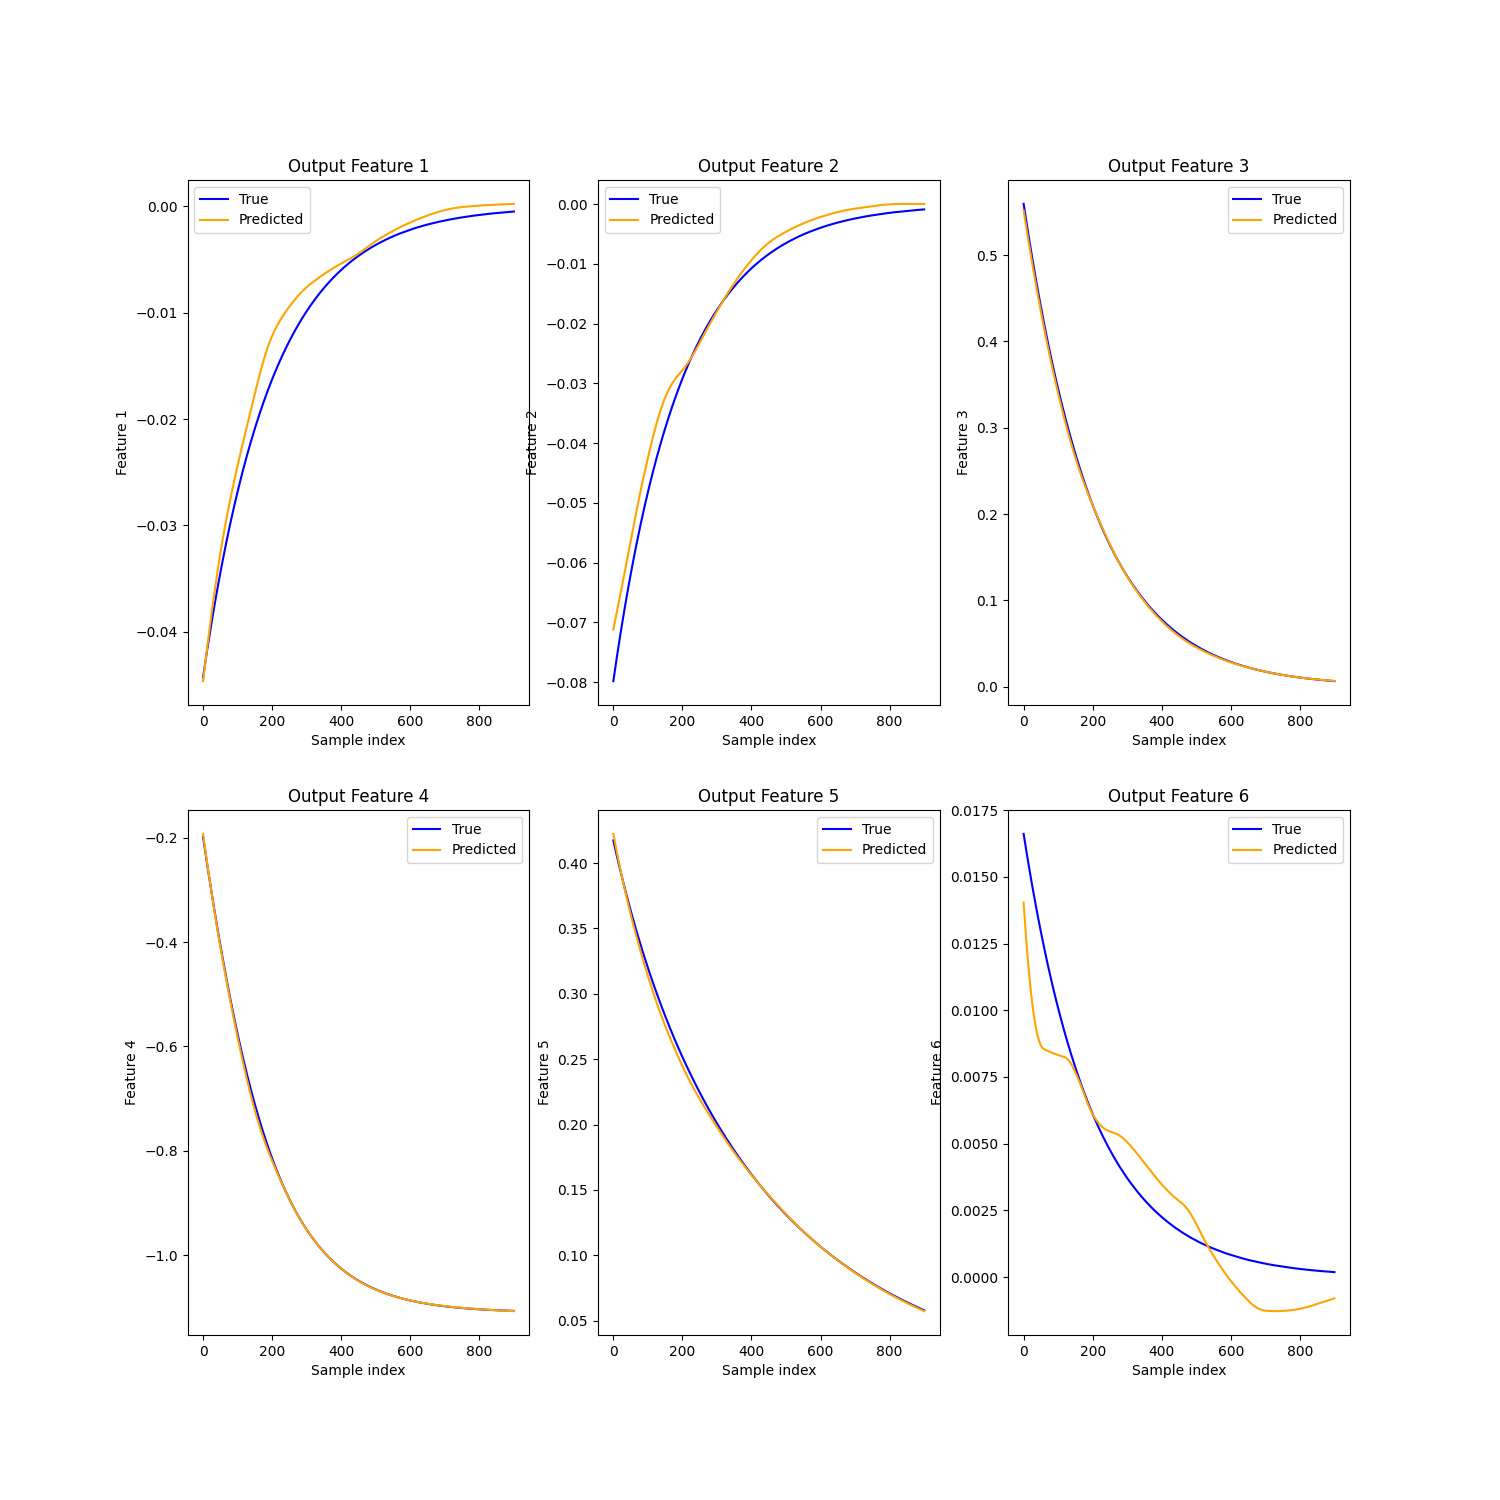 Output Feature 1
True
Predicted
0.00
−0.01
−0.02
−0.03
−0.04
Feature 1
0 200 400 600 800
Sample index
Output Feature 2
True
Predicted
0.00
−0.01
−0.02
−0.03
−0.04
−0.05
−0.06
−0.07
−0.08
Feature 2
0 200 400 600 800
Sample index
Output Feature 3
True
Predicted
0.5
0.4
0.3
0.2
0.1
0.0
Feature 3
0 200 400 600 800
Sample index
Output Feature 4
True
Predicted
−0.2
−0.4
−0.6
−0.8
−1.0
Feature 4
0 200 400 600 800
Sample index
Output Feature 5
True
Predicted
0.40
0.35
0.30
0.25
0.20
0.15
0.10
0.05
Feature 5
0 200 400 600 800
Sample index
Output Feature 6
True
Predicted
0.0175
0.0150
0.0125
0.0100
0.0075
0.0050
0.0025
0.0000
Feature 6
0 200 400 600 800
Sample index